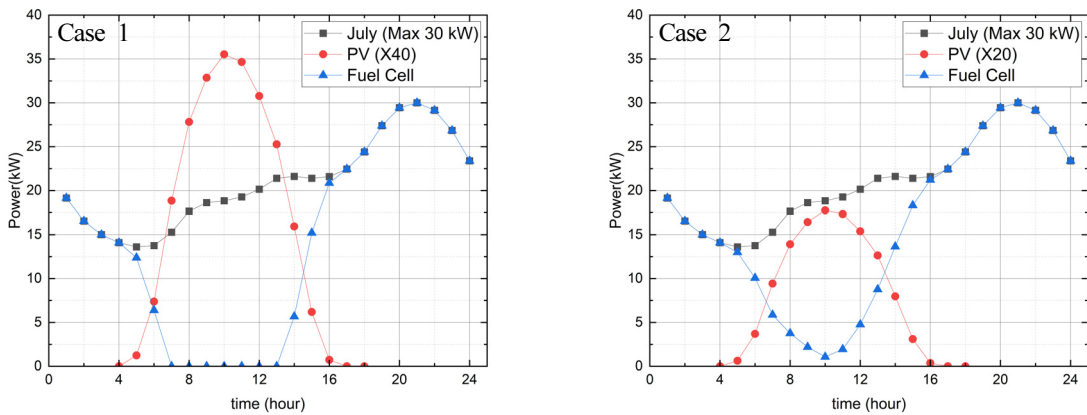 Case 1
July (Max 30 kW)
PV (X40)
Fuel Cell
Power(kW)
40
35
30
25
20
15
10
5
0
0 4 8 12 16 20 24
time (hour)
Case 2
July (Max 30 kW)
PV (X20)
Fuel Cell
Power(kW)
40
35
30
25
20
15
10
5
0
0 4 8 12 16 20 24
time (hour)